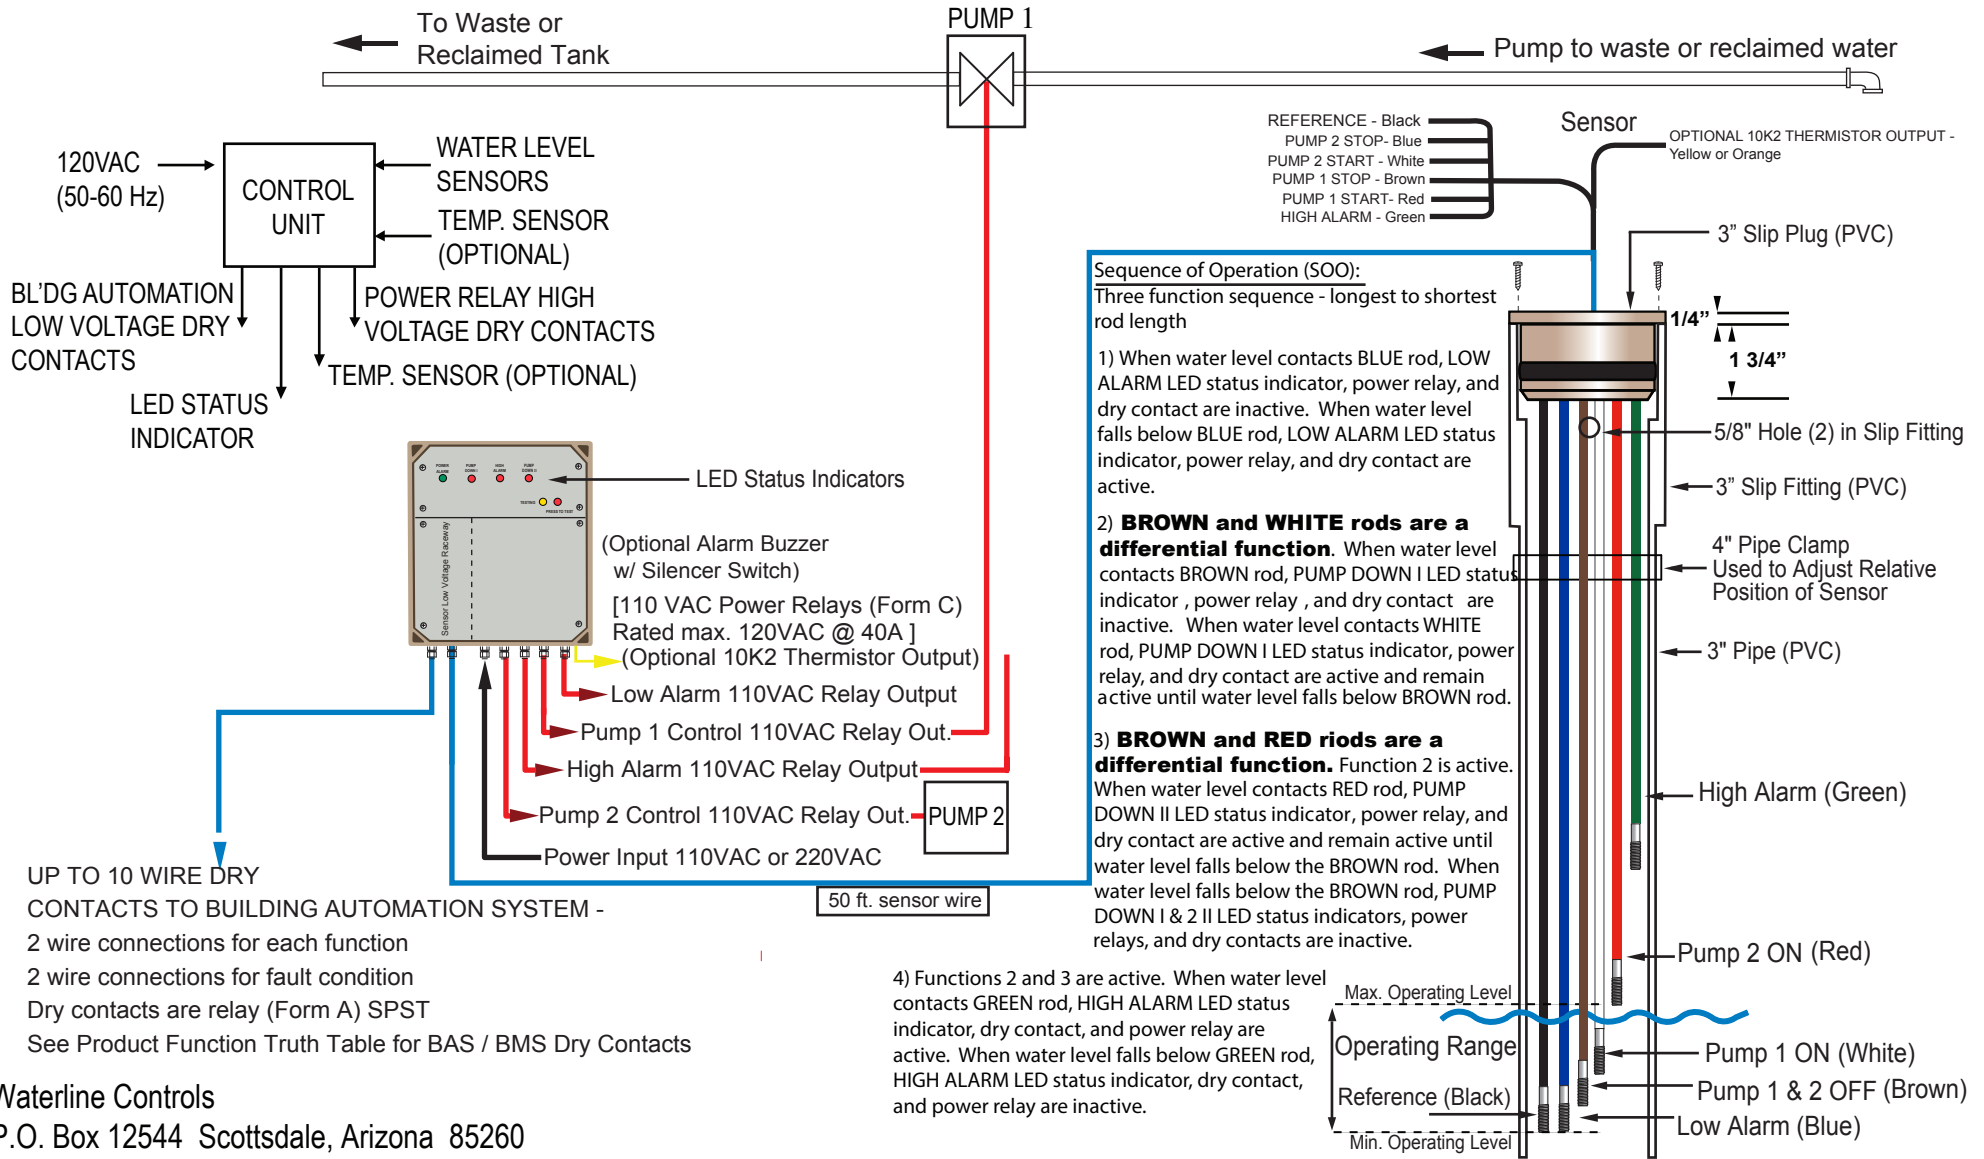 To Waste or
Reclaimed Tank
PUMP 1
Pump to waste or reclaimed water
REFERENCE - Black
PUMP 2 STOP- Blue
PUMP 2 START - White
PUMP 1 STOP - Brown
PUMP 1 START- Red
HIGH ALARM - Green
Sensor
OPTIONAL 10K2 THERMISTOR OUTPUT -
Yellow or Orange
120VAC
(50-60 Hz)
CONTROL
UNIT
WATER LEVEL
SENSORS
TEMP. SENSOR
(OPTIONAL)
BL'DG AUTOMATION
LOW VOLTAGE DRY
CONTACTS
POWER RELAY HIGH
VOLTAGE DRY CONTACTS
TEMP. SENSOR (OPTIONAL)
LED STATUS
INDICATOR
3” Slip Plug (PVC)
1/4”
1 3/4”
5/8" Hole (2) in Slip Fitting
3” Slip Fitting (PVC)
4" Pipe Clamp
Used to Adjust Relative
Position of Sensor
3" Pipe (PVC)
High Alarm (Green)
Pump 2 ON (Red)
Pump 1 ON (White)
Pump 1 & 2 OFF (Brown)
Low Alarm (Blue)
Sequence of Operation (SOO):
Three function sequence - longest to shortest
rod length
1) When water level contacts BLUE rod, LOW
ALARM LED status indicator, power relay, and
dry contact are inactive. When water level
falls below BLUE rod, LOW ALARM LED status
indicator, power relay, and dry contact are
active.
2) BROWN and WHITE rods are a
differential function. When water level
contacts BROWN rod, PUMP DOWN I LED status
indicator , power relay , and dry contact are
inactive. When water level contacts WHITE
rod, PUMP DOWN I LED status indicator, power
relay, and dry contact are active and remain
active until water level falls below BROWN rod.
3) BROWN and RED riods are a
differential function. Function 2 is active.
When water level contacts RED rod, PUMP
DOWN II LED status indicator, power relay, and
dry contact are active and remain active until
water level falls below the BROWN rod. When
water level falls below the BROWN rod, PUMP
DOWN I & 2 II LED status indicators, power
relays, and dry contacts are inactive.
4) Functions 2 and 3 are active. When water level
contacts GREEN rod, HIGH ALARM LED status
indicator, dry contact, and power relay are
active. When water level falls below GREEN rod,
HIGH ALARM LED status indicator, dry contact,
and power relay are inactive.
Max. Operating Level
Operating Range
Reference (Black)
Min. Operating Level
POWER
ALARM
PUMP
DOWN I
HIGH
ALARM
PUMP
DOWN II
TESTING
PRESS TO TEST
Sensor Low Voltage Raceway
LED Status Indicators
(Optional Alarm Buzzer
w/ Silencer Switch)
[110 VAC Power Relays (Form C)
Rated max. 120VAC @ 40A ]
(Optional 10K2 Thermistor Output)
Low Alarm 110VAC Relay Output
Pump 1 Control 110VAC Relay Out.
High Alarm 110VAC Relay Output
Pump 2 Control 110VAC Relay Out.
PUMP 2
Power Input 110VAC or 220VAC
50 ft. sensor wire
UP TO 10 WIRE DRY
CONTACTS TO BUILDING AUTOMATION SYSTEM -
2 wire connections for each function
2 wire connections for fault condition
Dry contacts are relay (Form A) SPST
See Product Function Truth Table for BAS / BMS Dry Contacts
Waterline Controls
P.O. Box 12544 Scottsdale, Arizona 85260